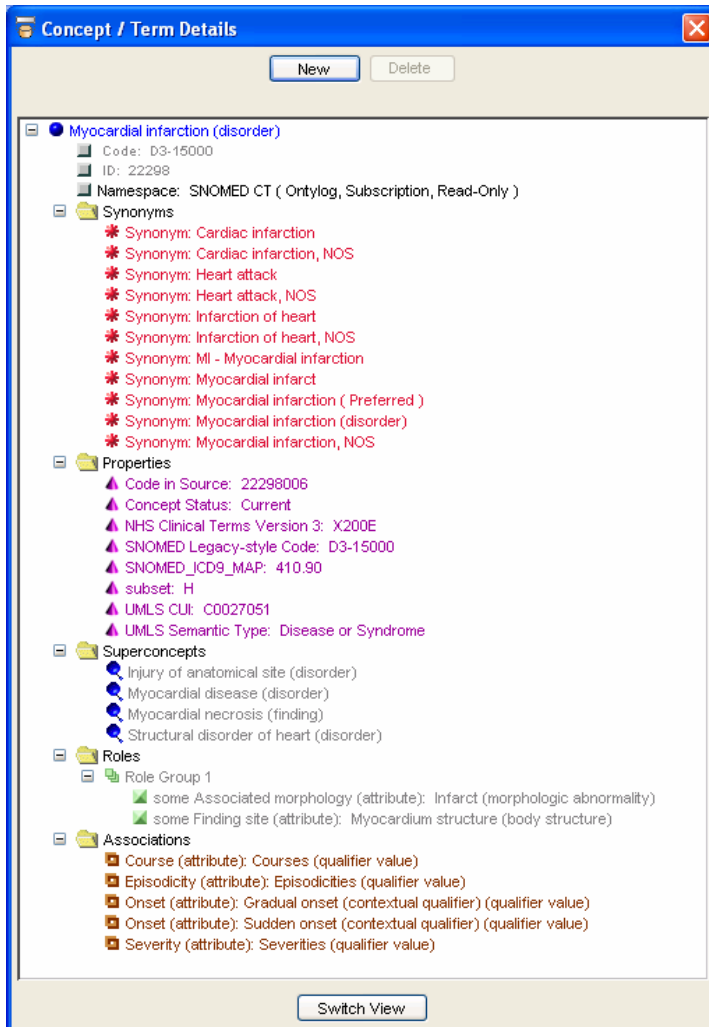 Concept / Term Details
New Delete
Myocardial infarction (disorder)
Code: D3-15000
ID: 22298
Namespace: SNOMED CT ( Ontylog, Subscription, Read-Only )
Synonyms
Synonym: Cardiac infarction
Synonym: Cardiac infarction, NOS
Synonym: Heart attack
Synonym: Heart attack, NOS
Synonym: Infarction of heart
Synonym: Infarction of heart, NOS
Synonym: MI - Myocardial infarction
Synonym: Myocardial infarct
Synonym: Myocardial infarction ( Preferred )
Synonym: Myocardial infarction (disorder)
Synonym: Myocardial infarction, NOS
Properties
Code in Source: 22298006
Concept Status: Current
NHS Clinical Terms Version 3: X200E
SNOMED Legacy-style Code: D3-15000
SNOMED_ICD9_MAP: 410.90
subset: H
UMLS CUI: C0027051
UMLS Semantic Type: Disease or Syndrome
Superconcepts
Injury of anatomical site (disorder)
Myocardial disease (disorder)
Myocardial necrosis (finding)
Structural disorder of heart (disorder)
Roles
Role Group 1
some Associated morphology (attribute): Infarct (morphologic abnormality)
some Finding site (attribute): Myocardium structure (body structure)
Associations
Course (attribute): Courses (qualifier value)
Episodicity (attribute): Episodicities (qualifier value)
Onset (attribute): Gradual onset (contextual qualifier) (qualifier value)
Onset (attribute): Sudden onset (contextual qualifier) (qualifier value)
Severity (attribute): Severities (qualifier value)
Switch View